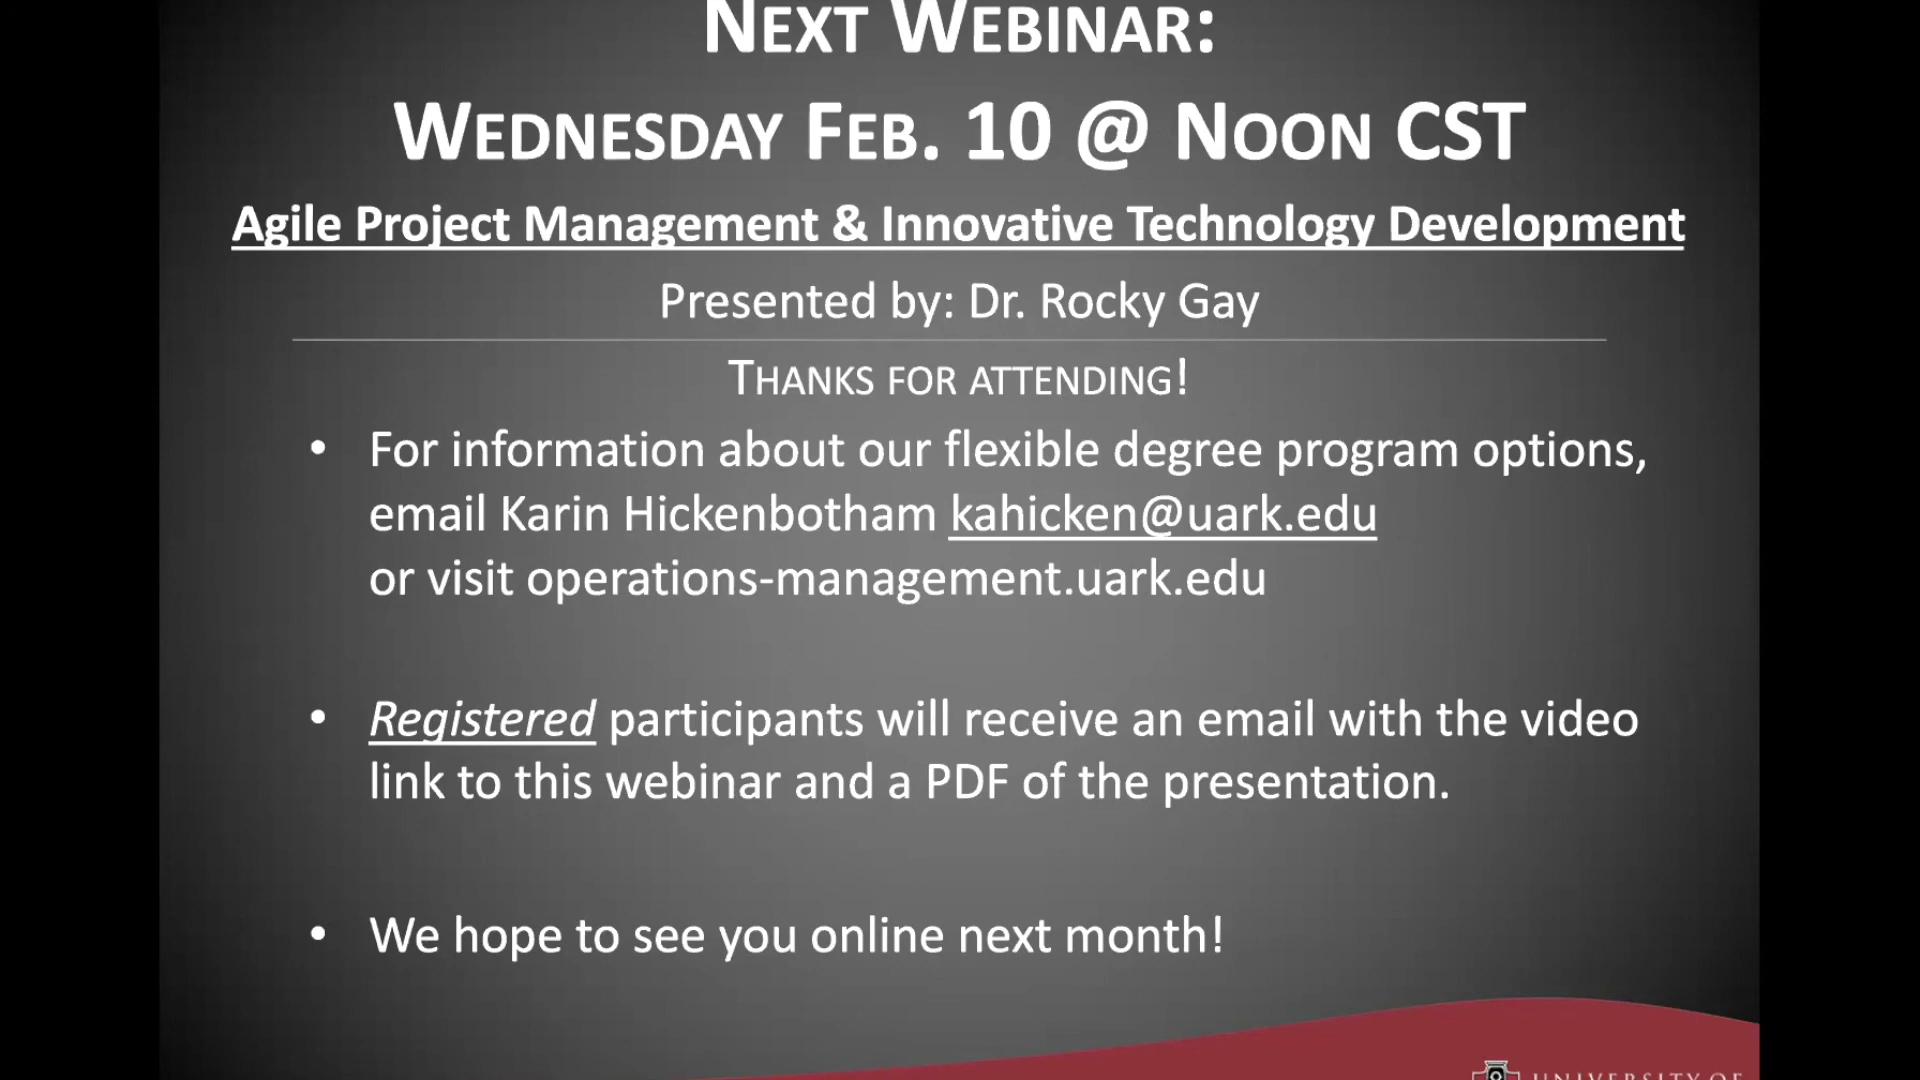 NEXT WEBINAR:
WEDNESDAY FEB. 10 @ NOON CST
Agile Project Management & Innovative Technology Development
Presented by: Dr. Rocky Gay
THANKS FOR ATTENDING!
• For information about our flexible degree program options,
email Karin Hickenbotham kahicken@uark.edu
or visit operations-management.uark.edu
• Registered participants will receive an email with the video
link to this webinar and a PDF of the presentation.
• We hope to see you online next month!
UNIVERSITY OF